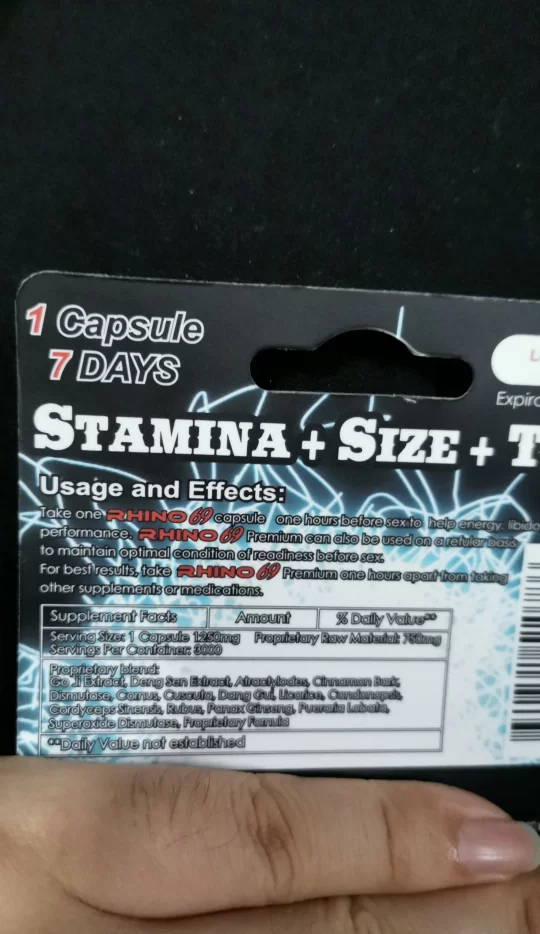 1 Capsule
7 DAYS
Expira
STAMINA + SIZE + T
Usage and Effects:
Take one RHINO 69 capsule one hours before sex to help energy, libido
performance. RHINO 69 Premium can also be used on a refular basis
to maintain optimal condition of readiness before sex.
For best results, take RHINO 69 Premium one hours apart from taking
other supplements or medications.
Supplement Facts Amount % Daily Value**
Serving Size: 1 Capsule 1250mg Proprietary Raw Material: 750mg
Servings Per Container: 3000
Proprietary blend:
Go Ji Extract, Deng Sen Extract, Atractylodes, Cinnamon Bark,
Dismutase, Cornus, Cuscuta, Dang Gui, Licorice,
Cordyceps Sinensis, Rubus, Panax Ginseng, Pueraria Lobata,
Superoxide Dismutase, Proprietary Formula
**Daily Value not established